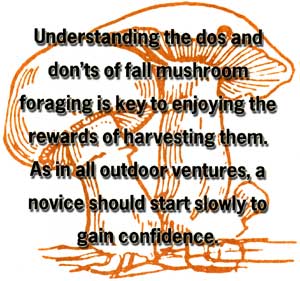 Understanding the dos and
don'ts of fall mushroom
foraging is key to enjoying the
rewards of harvesting them.
As in all outdoor ventures, a
novice should start slowly to
gain confidence.